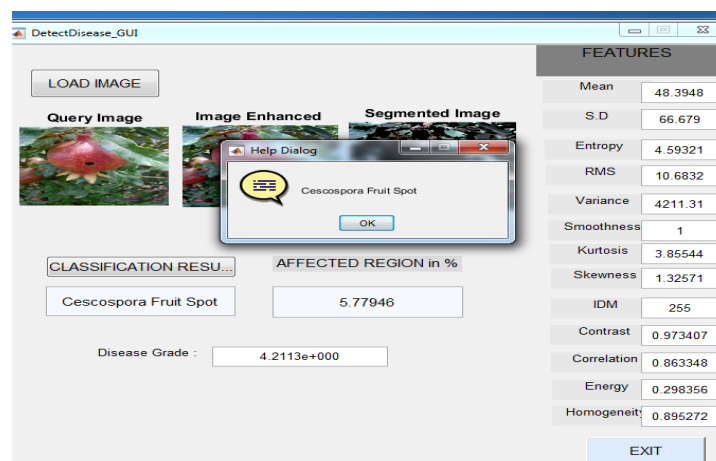 DetectDisease_GUI
FEATURES
LOAD IMAGE
Query Image
Image Enhanced
Segmented Image
Help Dialog
Cescospora Fruit Spot
OK
CLASSIFICATION RESU...
AFFECTED REGION in %
Cescospora Fruit Spot
5.77946
Disease Grade :
4.2113e+000
Mean
48.3948
S.D
66.679
Entropy
4.59321
RMS
10.6832
Variance
4211.31
Smoothness
1
Kurtosis
3.85544
Skewness
1.32571
IDM
255
Contrast
0.973407
Correlation
0.863348
Energy
0.298356
Homogeneit
0.895272
EXIT